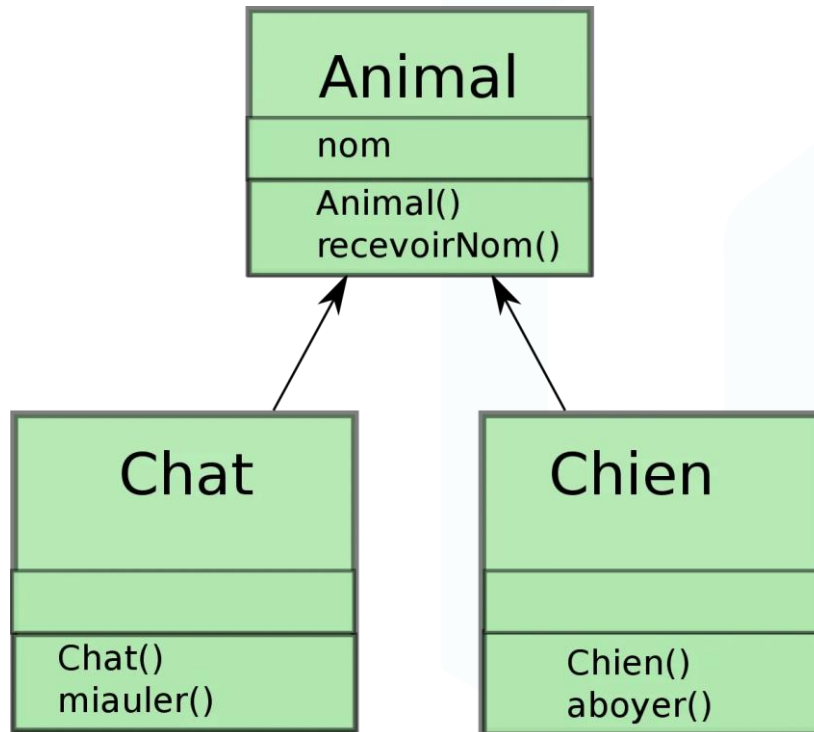 Animal
nom
Animal()
recevoirNom()
Chat
Chat()
miauler()
Chien
Chien()
aboyer()